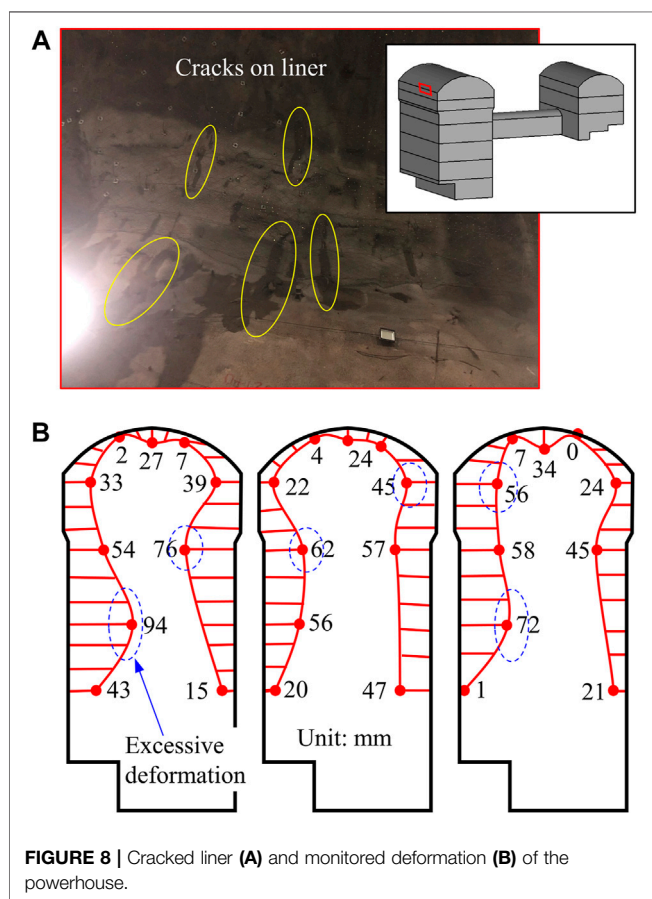 A
Cracks on liner
B
2 27 7
33 39
54 76
94
43 15
4 24
22 45
62 57
56
20 47
7 34 0
56 24
58 45
72
1 21
Excessive
deformation
Unit: mm
FIGURE 8 | Cracked liner (A) and monitored deformation (B) of the
powerhouse.